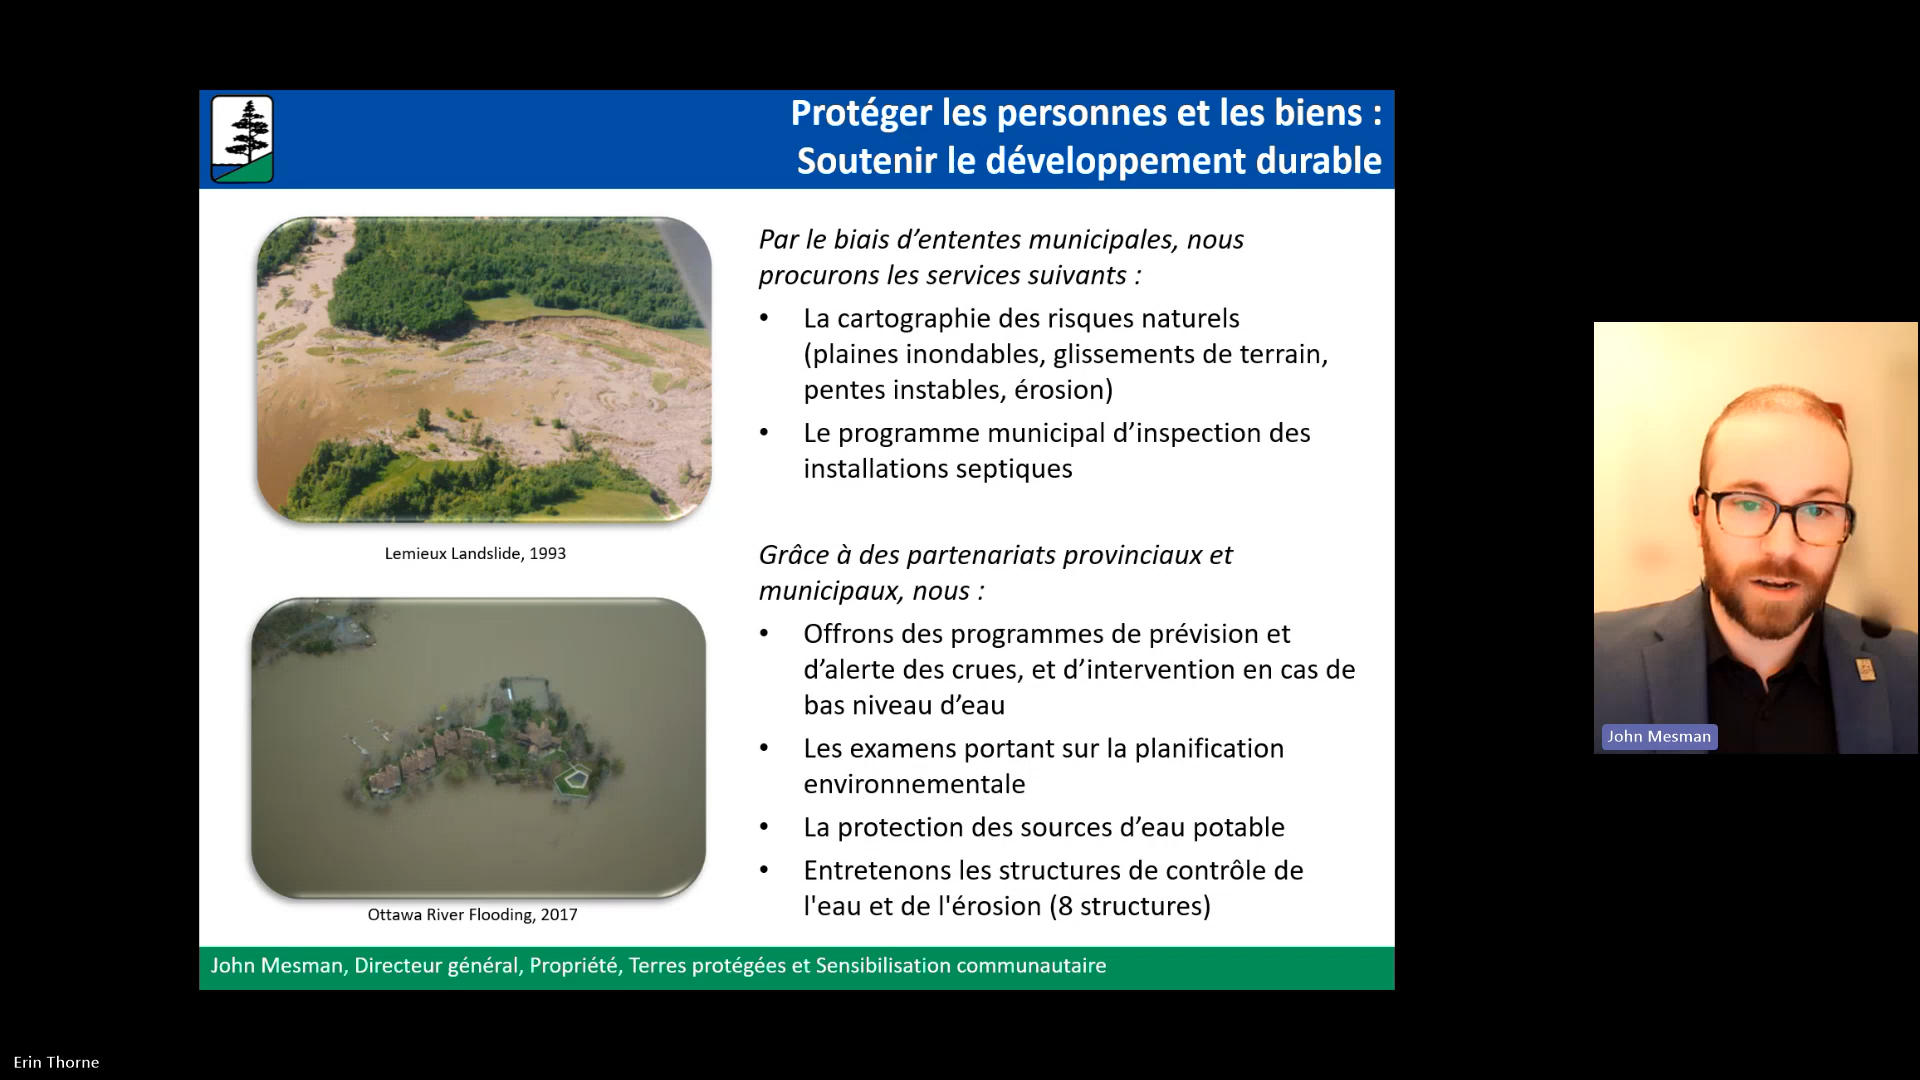 Protéger les personnes et les biens :
Soutenir le développement durable
Par le biais d’ententes municipales, nous
procurons les services suivants :
• La cartographie des risques naturels
(plaines inondables, glissements de terrain,
pentes instables, érosion)
• Le programme municipal d’inspection des
installations septiques
Lemieux Landslide, 1993
Grâce à des partenariats provinciaux et
municipaux, nous :
• Offrons des programmes de prévision et
d’alerte des crues, et d’intervention en cas de
bas niveau d’eau
• Les examens portant sur la planification
environnementale
• La protection des sources d’eau potable
• Entretenons les structures de contrôle de
l'eau et de l'érosion (8 structures)
Ottawa River Flooding, 2017
John Mesman, Directeur général, Propriété, Terres protégées et Sensibilisation communautaire
John Mesman
Erin Thorne